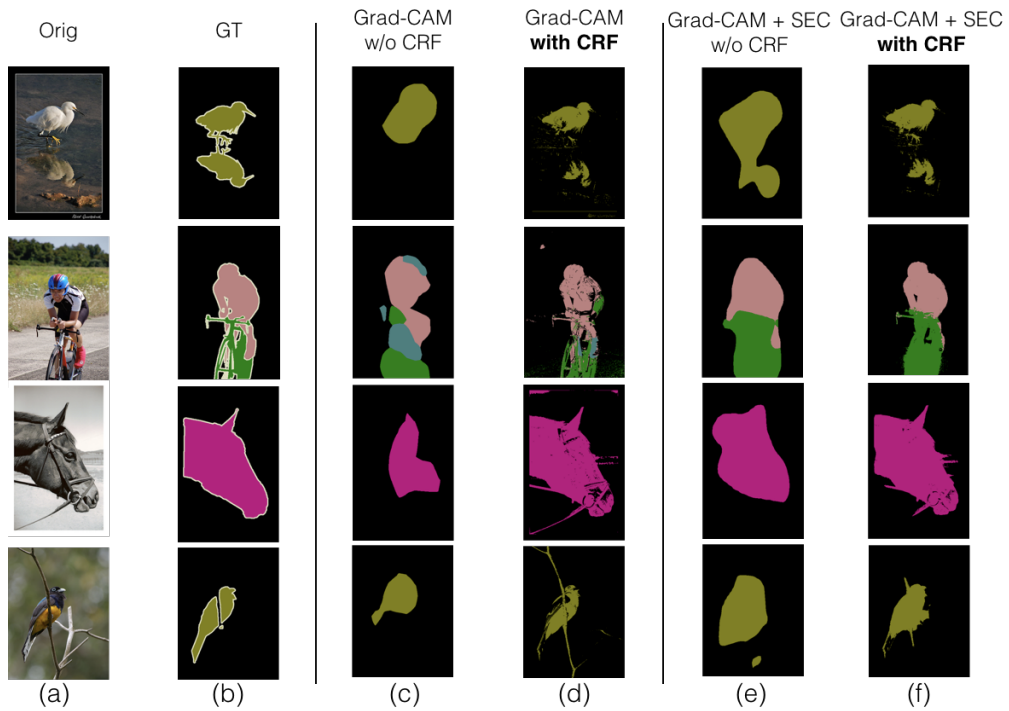 Orig
GT
Grad-CAM
w/o CRF
Grad-CAM
with CRF
Grad-CAM + SEC
w/o CRF
Grad-CAM + SEC
with CRF
(a)
(b)
(c)
(d)
(e)
(f)